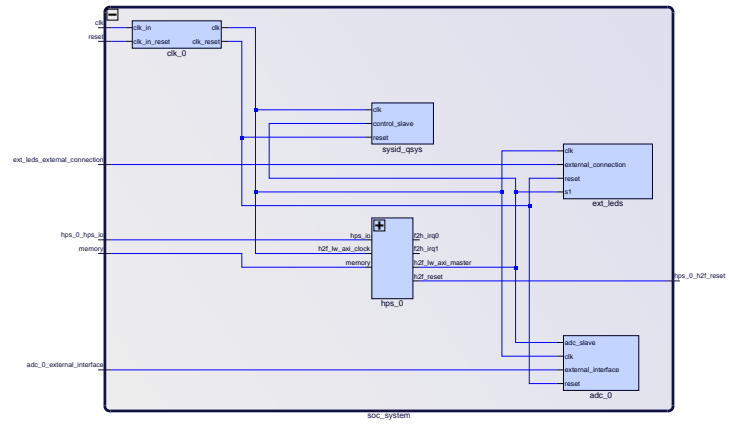 clk
reset
clk_in
clk
clk_in_reset
clk_reset
clk_0
clk
control_slave
reset
sysid_qsys
ext_leds_external_connection
clk
external_connection
reset
s1
ext_leds
hps_0_hps_io
memory
hps_io
f2h_irq0
h2f_lw_axi_clock
f2h_irq1
memory
h2f_lw_axi_master
h2f_reset
hps_0
hps_0_h2f_reset
adc_slave
clk
external_interface
reset
adc_0
adc_0_external_interface
soc_system